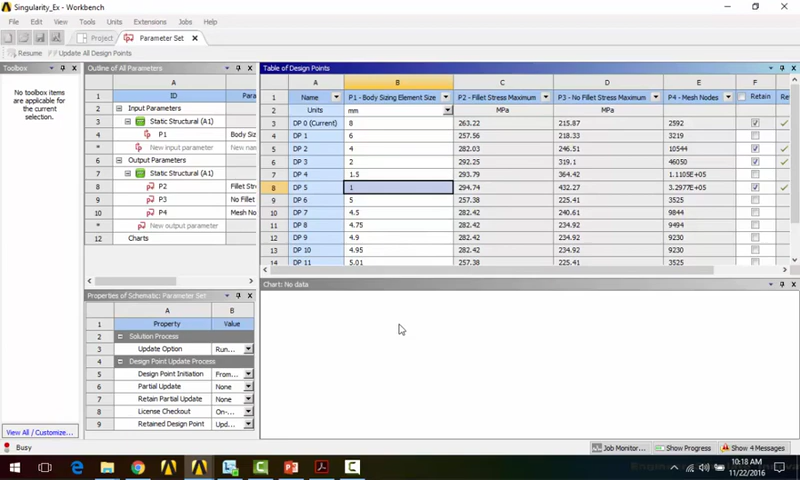 Singularity_Ex - Workbench
File Edit View Tools Units Extensions Jobs Help
Project Parameter Set
Resume Update All Design Points
Toolbox
No toolbox
items are
applicable for
the current
selection.
View All / Customize...
Outline of All Parameters
A
1 ID Para
2 Input Parameters
3 Static Structural (A1)
4 P1 Body Siz
* New input parameter New nam
6 Output Parameters
7 Static Structural (A1)
8 P2 Fillet Str
9 P3 No Fillet
10 P4 Mesh No
* New output parameter
12 Charts
Properties of Schematic: Parameter Set
A B
1 Property Value
2 Solution Process
3 Update Option Run...
4 Design Point Update Process
5 Design Point Initiation From...
6 Partial Update None
7 Retain Partial Update None
8 License Checkout On-...
9 Retained Design Point Upd...
Table of Design Points
A B C D E F
1 Name P1 - Body Sizing Element Size P2 - Fillet Stress Maximum P3 - No Fillet Stress Maximum P4 - Mesh Nodes Retain Re
2 Units mm MPa MPa
3 DP 0 (Current) 8 263.22 215.87 2592
4 DP 1 6 257.56 218.33 3219
5 DP 2 4 282.03 246.51 10544
6 DP 3 2 292.25 319.1 46050
7 DP 4 1.5 293.79 364.42 1.1105E+05
8 DP 5 1 294.74 432.27 3.2977E+05
9 DP 6 5 257.38 225.41 3525
10 DP 7 4.5 282.42 240.61 9844
11 DP 8 4.75 282.42 234.92 9494
12 DP 9 4.9 282.42 234.92 9230
13 DP 10 4.95 282.42 234.92 9230
14 DP 11 5.01 257.38 225.41 3525
Chart: No data
Busy
Job Monitor... Show Progress Show 4 Messages
10:18 AM
11/22/2016